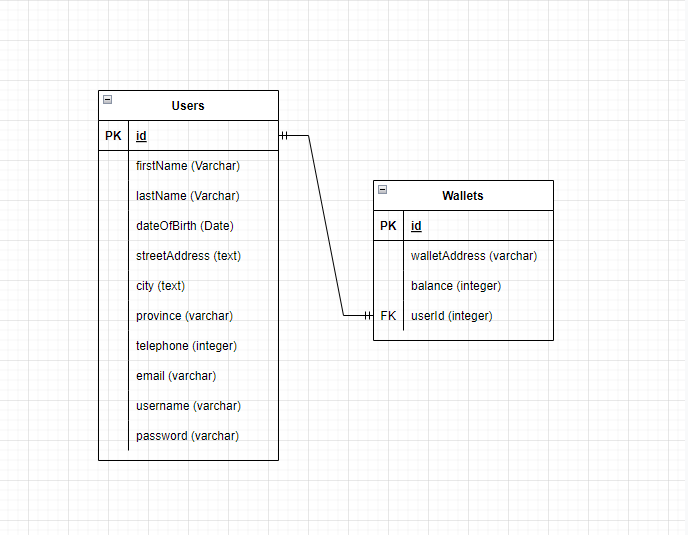 Users
PK id
firstName (Varchar)
lastName (Varchar)
dateOfBirth (Date)
streetAddress (text)
city (text)
province (varchar)
telephone (integer)
email (varchar)
username (varchar)
password (varchar)
Wallets
PK id
walletAddress (varchar)
balance (integer)
FK userId (integer)